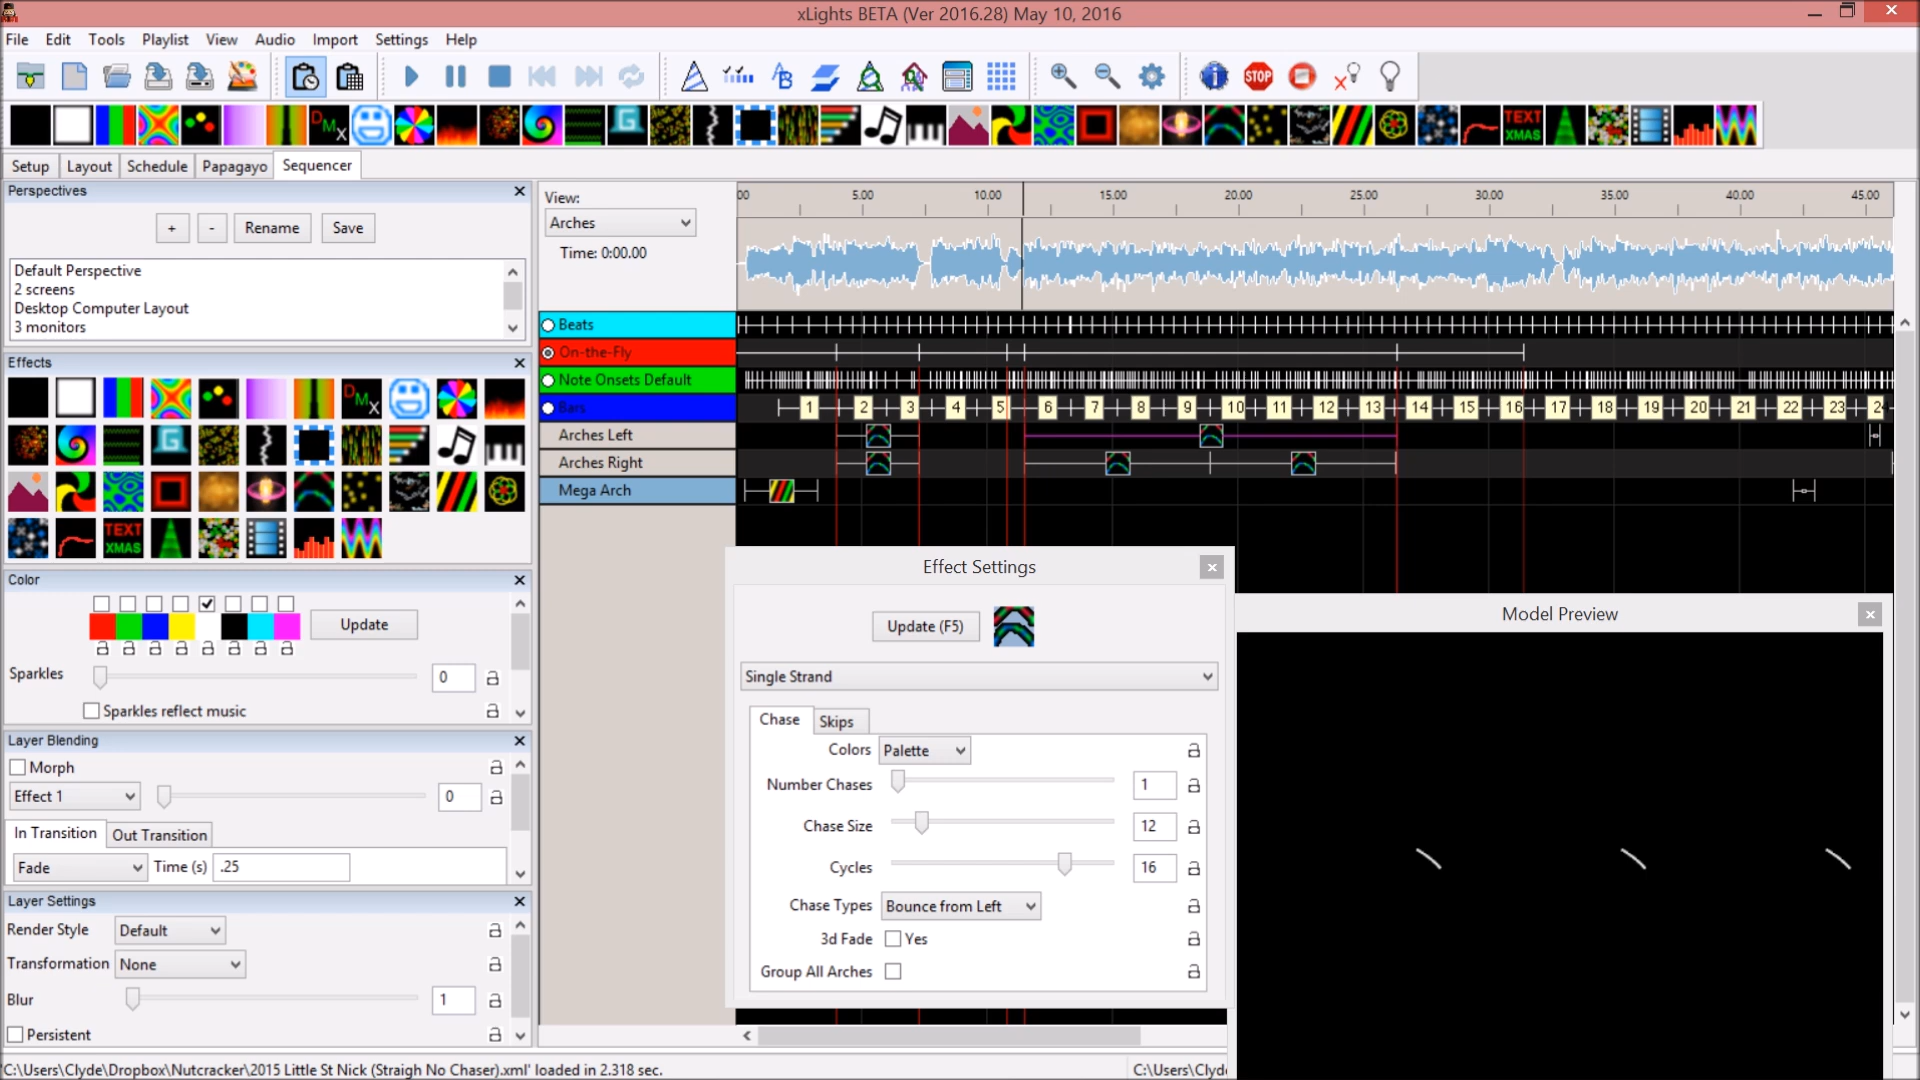 xLights BETA (Ver 2016.28) May 10, 2016
File Edit Tools Playlist View Audio Import Settings Help
STOP
DMX
TEXT XMAS
Setup Layout Schedule Papagayo Sequencer
Perspectives
+ - Rename Save
Default Perspective
2 screens
Desktop Computer Layout
3 monitors
Effects
DMX
TEXT XMAS
Color
Update
Sparkles 0
Sparkles reflect music
Layer Blending
Morph
Effect 1 0
In Transition Out Transition
Fade Time (s) .25
Layer Settings
Render Style Default
Transformation None
Blur 1
Persistent
View:
Arches
Time: 0:00.00
00 5.00 10.00 15.00 20.00 25.00 30.00 35.00 40.00 45.00
Beats
On-the-Fly
Note Onsets Default
Bars 1 2 3 4 5 6 7 8 9 10 11 12 13 14 15 16 17 18 19 20 21 22 23 24
Arches Left
Arches Right
Mega Arch
Effect Settings
Update (F5)
Single Strand
Chase Skips
Colors Palette
Number Chases 1
Chase Size 12
Cycles 16
Chase Types Bounce from Left
3d Fade Yes
Group All Arches
Model Preview
'C:\Users\Clyde\Dropbox\Nutcracker\2015 Little St Nick (Straigh No Chaser).xml' loaded in 2.318 sec.
C:\Users\Clyd